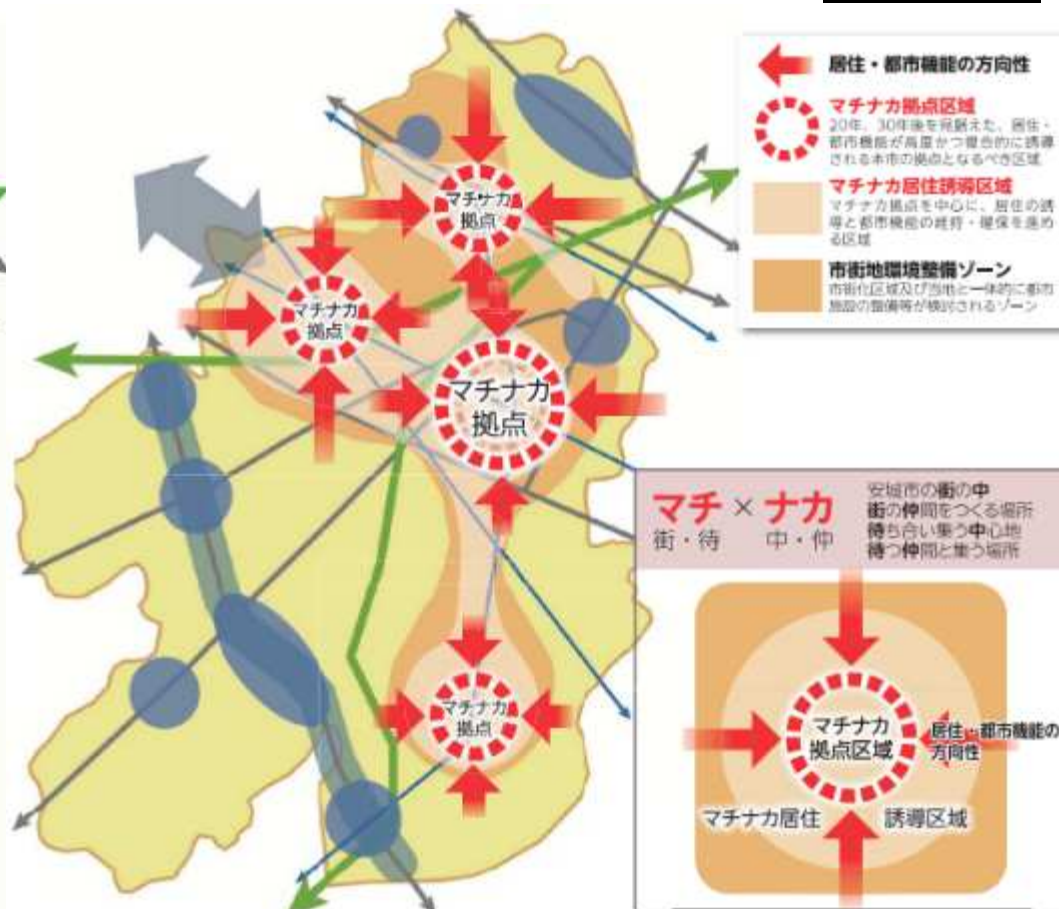 居住・都市機能の方向性
マチナカ拠点区域
20年、30年後を見据えた、居住・
都市機能が高度かつ複合的に誘導
される本市の拠点となるべき区域
マチナカ居住誘導区域
マチナカ拠点を中心に、居住の誘
導と都市機能の維持・確保を進め
る区域
市街地環境整備ゾーン
市街化区域及び当地と一体的に都市
施設の整備等が検討されるゾーン
マチナカ
拠点
マチナカ
拠点
マチナカ
拠点
マチナカ
拠点
マチ×ナカ
街・待 中・仲
安城市の街の中
街の仲間をつくる場所
待ち合い集う中心地
待つ仲間と集う場所
マチナカ
拠点区域
居住・都市機能の
方向性
マチナカ居住 誘導区域